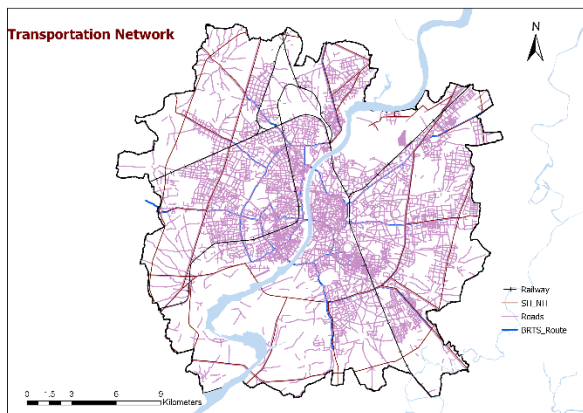 Transportation Network
N
Railway
SH_NH
Roads
BRTS_Route
0 1.5 3 6 9
Kilometers